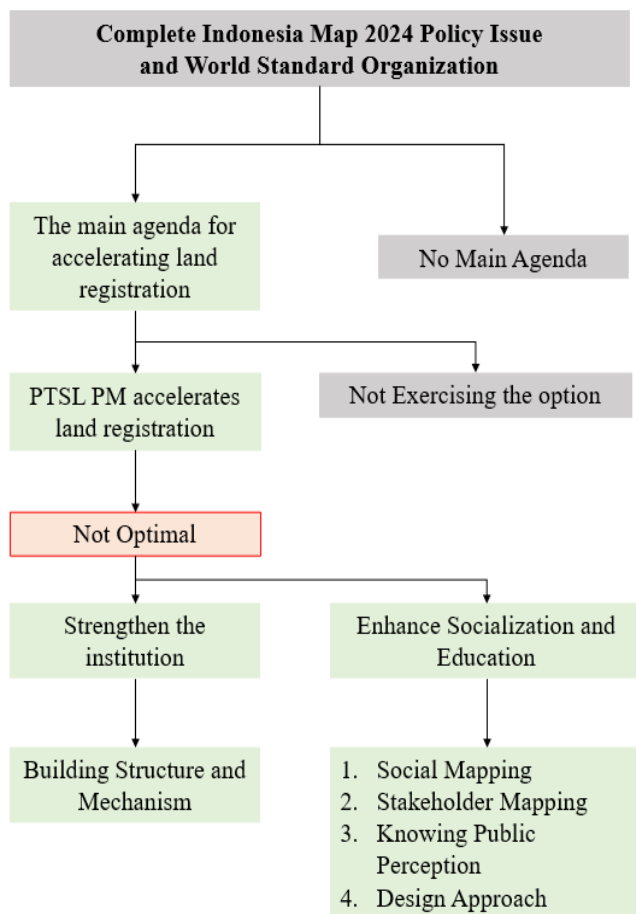 Complete Indonesia Map 2024 Policy Issue
and World Standard Organization
The main agenda for
accelerating land
registration
No Main Agenda
PTSL PM accelerates
land registration
Not Exercising the option
Not Optimal
Strengthen the
institution
Enhance Socialization and
Education
Building Structure and
Mechanism
1. Social Mapping
2. Stakeholder Mapping
3. Knowing Public
Perception
4. Design Approach